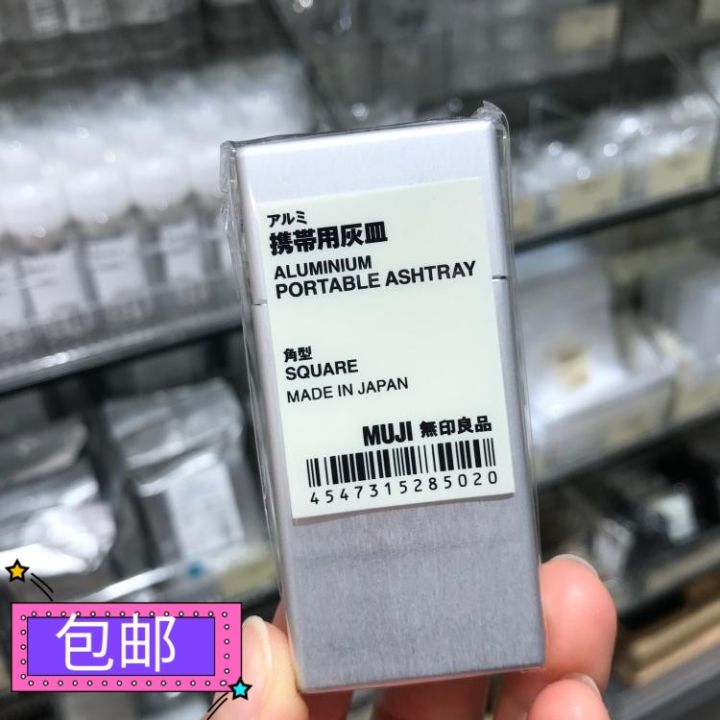 アルミ
携帯用灰皿
ALUMINIUM
PORTABLE ASHTRAY
角型
SQUARE
MADE IN JAPAN
MUJI 無印良品
4547315285020
包邮